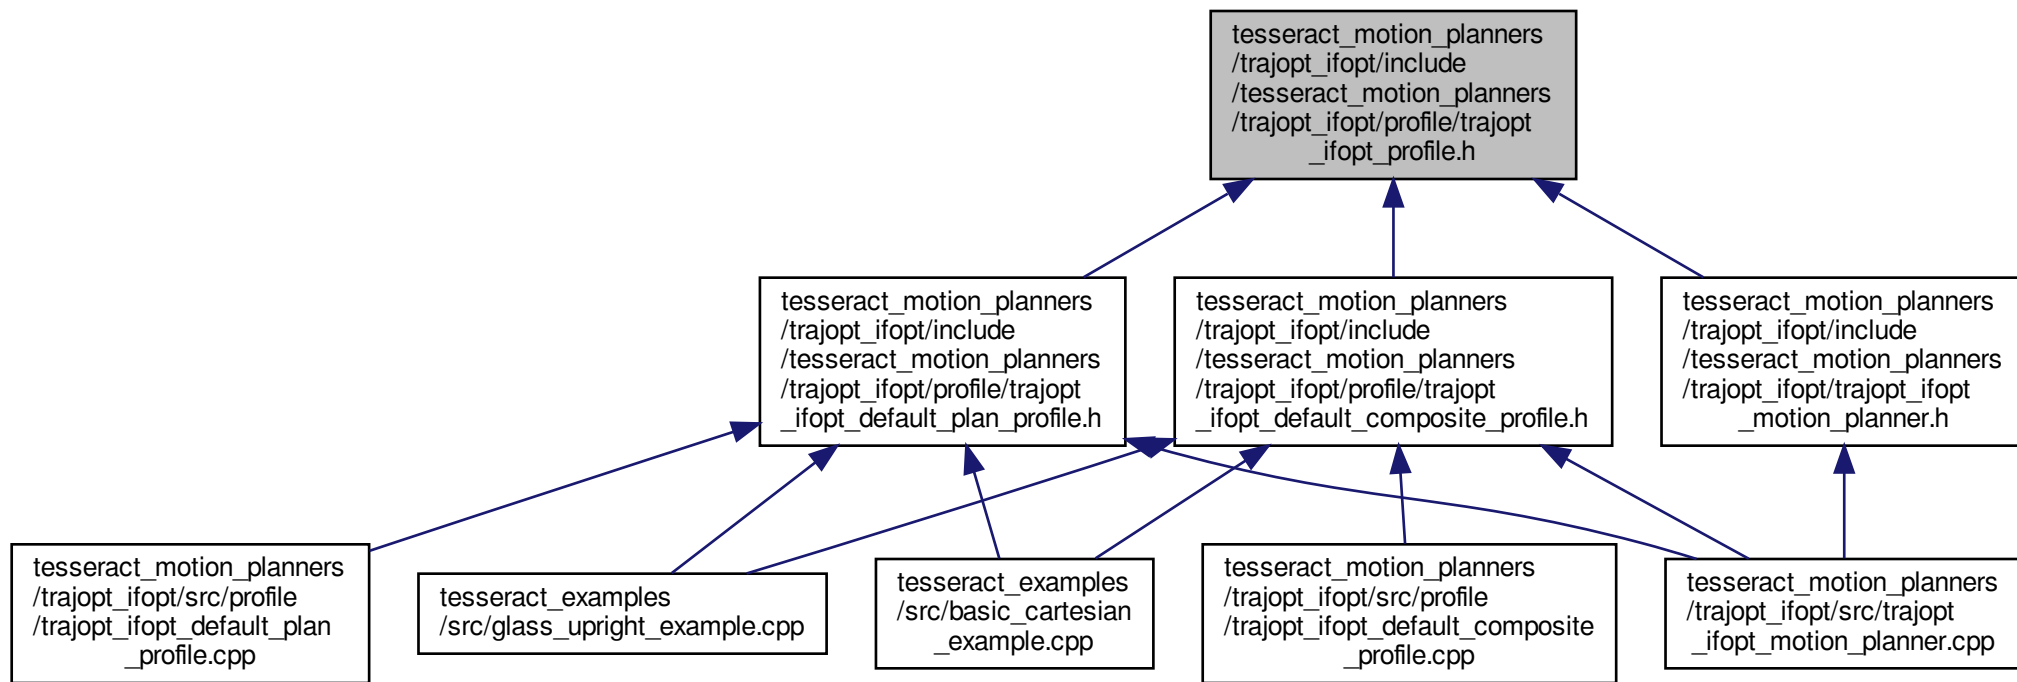 tesseract_motion_planners
/trajopt_ifopt/include
/tesseract_motion_planners
/trajopt_ifopt/profile/trajopt
_ifopt_profile.h
tesseract_motion_planners
/trajopt_ifopt/include
/tesseract_motion_planners
/trajopt_ifopt/profile/trajopt
_ifopt_default_plan_profile.h
tesseract_motion_planners
/trajopt_ifopt/include
/tesseract_motion_planners
/trajopt_ifopt/profile/trajopt
_ifopt_default_composite_profile.h
tesseract_motion_planners
/trajopt_ifopt/include
/tesseract_motion_planners
/trajopt_ifopt/trajopt_ifopt
_motion_planner.h
tesseract_motion_planners
/trajopt_ifopt/src/profile
/trajopt_ifopt_default_plan
_profile.cpp
tesseract_examples
/src/glass_upright_example.cpp
tesseract_examples
/src/basic_cartesian
_example.cpp
tesseract_motion_planners
/trajopt_ifopt/src/profile
/trajopt_ifopt_default_composite
_profile.cpp
tesseract_motion_planners
/trajopt_ifopt/src/trajopt
_ifopt_motion_planner.cpp